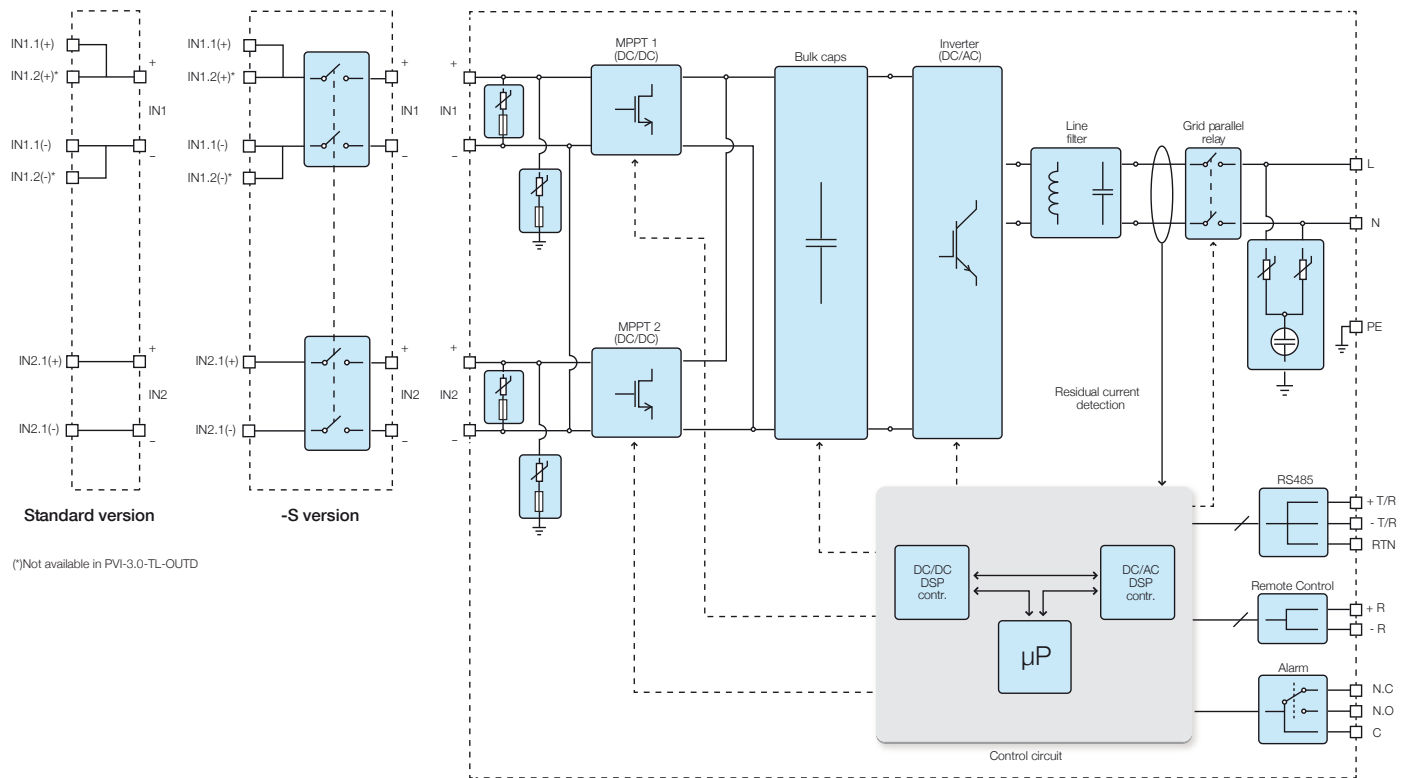 IN1.1(+)
IN1.2(+)*
IN1.1(-)
IN1.2(-)*
IN2.1(+)
IN2.1(-)
+
IN1
–
+
IN2
–
Standard version
(*)Not available in PVI-3.0-TL-OUTD
IN1.1(+)
IN1.2(+)*
IN1.1(-)
IN1.2(-)*
IN2.1(+)
IN2.1(-)
+
IN1
–
+
IN2
–
-S version
+
IN1
–
+
IN2
–
MPPT 1
(DC/DC)
MPPT 2
(DC/DC)
Bulk caps
Inverter
(DC/AC)
Line
filter
Grid parallel
relay
L
N
PE
Residual current
detection
DC/DC
DSP
contr.
DC/AC
DSP
contr.
µP
Control circuit
RS485
+ T/R
- T/R
RTN
Remote Control
+ R
- R
Alarm
N.C
N.O
C